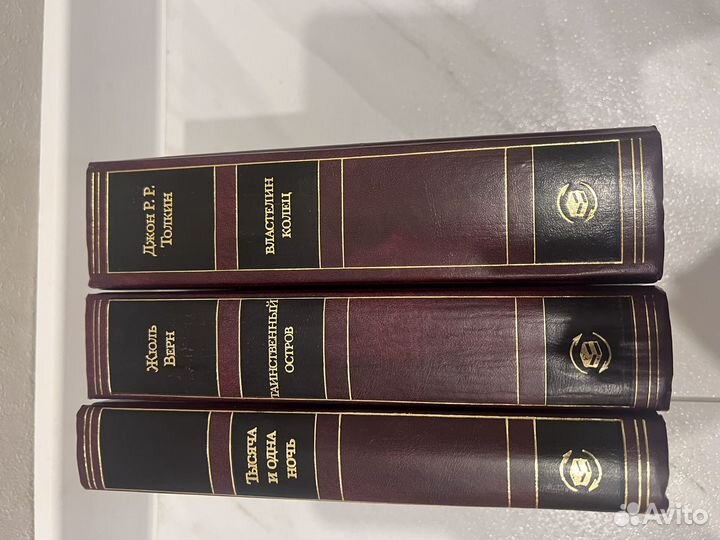 Джон Р. Р.
Толкин
Властелин
колец
Жюль
Верн
Таинственный
остров
Тысяча
и одна
ночь
Avito